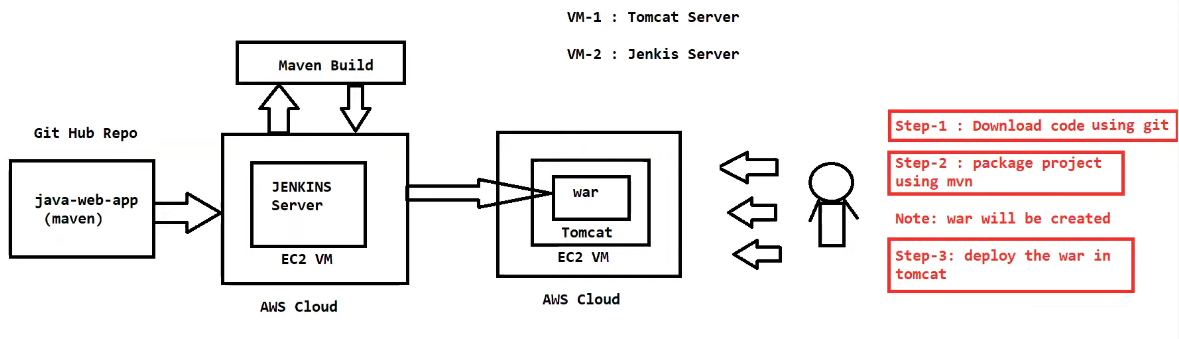 VM-1 : Tomcat Server
VM-2 : Jenkis Server
Maven Build
Git Hub Repo
java-web-app
(maven)
JENKINS
Server
EC2 VM
AWS Cloud
war
Tomcat
EC2 VM
AWS Cloud
Step-1 : Download code using git
Step-2 : package project
using mvn
Note: war will be created
Step-3: deploy the war in
tomcat